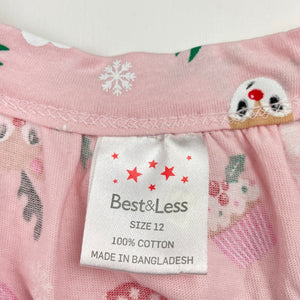 Best&Less
SIZE 12
100% COTTON
MADE IN BANGLADESH